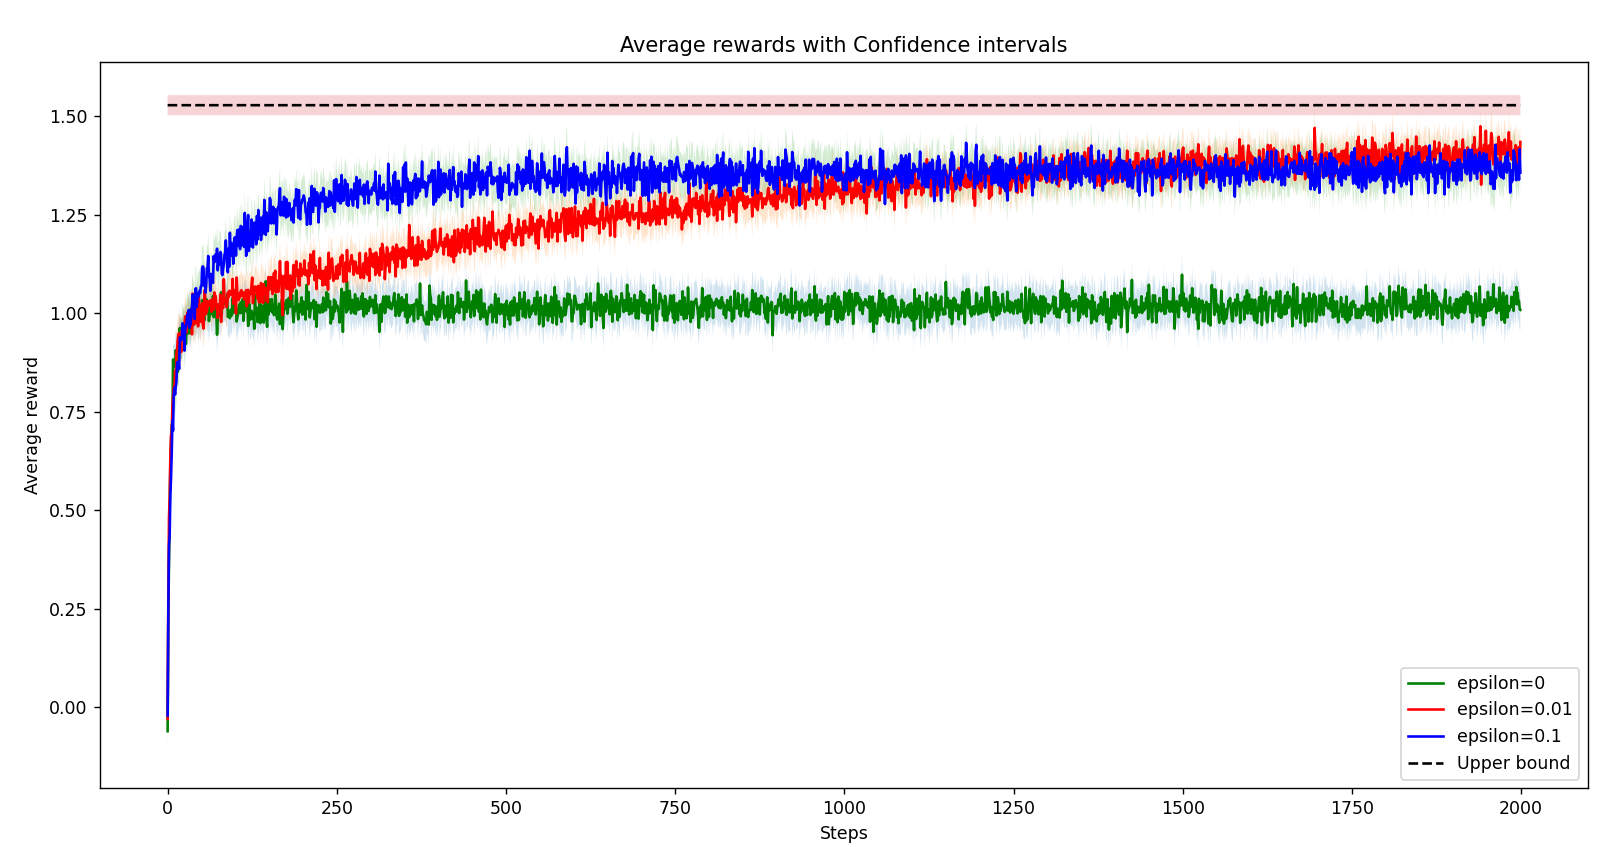 Average rewards with Confidence intervals
Average reward
1.50
1.25
1.00
0.75
0.50
0.25
0.00
epsilon=0
epsilon=0.01
epsilon=0.1
Upper bound
0 250 500 750 1000 1250 1500 1750 2000
Steps